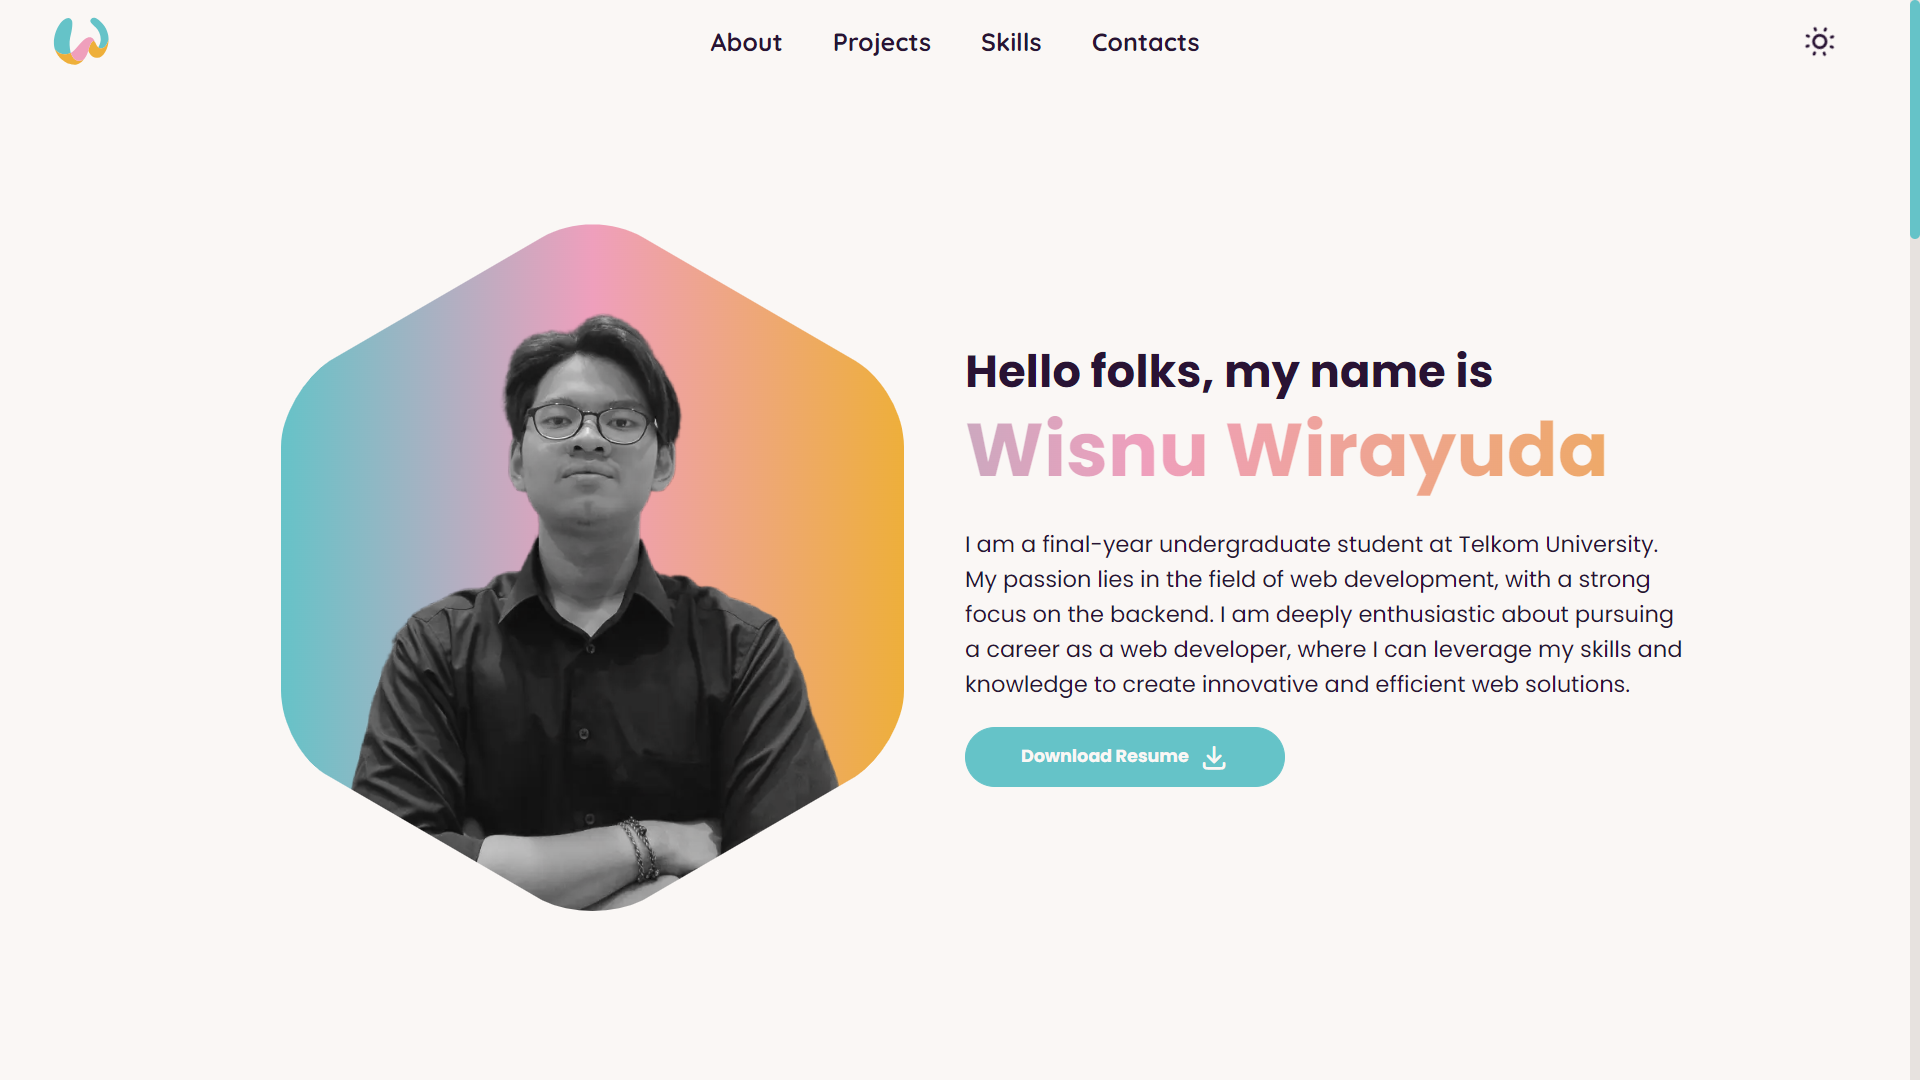 About
Projects
Skills
Contacts
Hello folks, my name is
Wisnu Wirayuda
I am a final-year undergraduate student at Telkom University.
My passion lies in the field of web development, with a strong
focus on the backend. I am deeply enthusiastic about pursuing
a career as a web developer, where I can leverage my skills and
knowledge to create innovative and efficient web solutions.
Download Resume